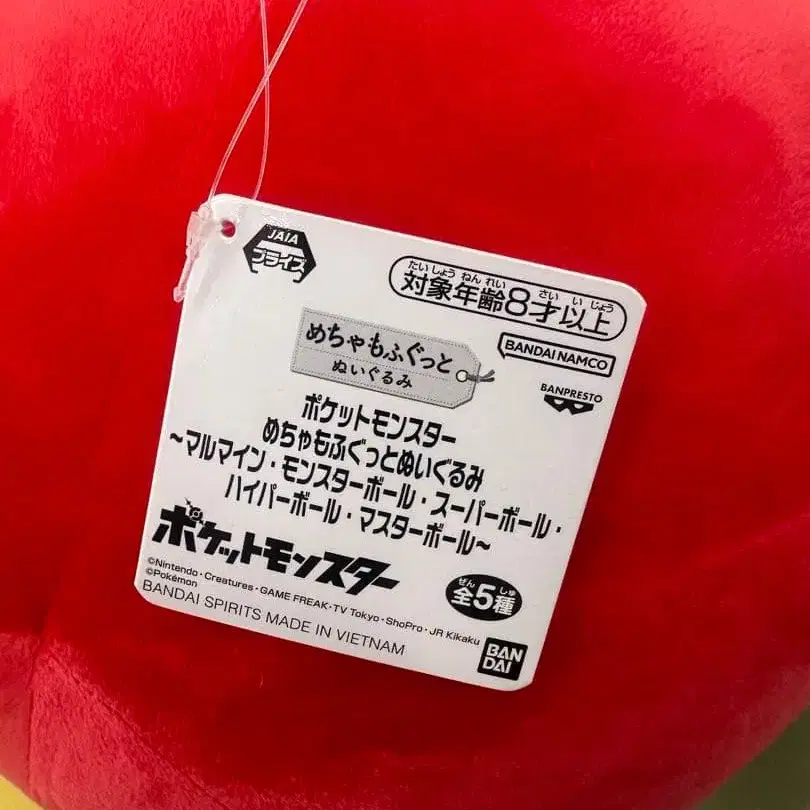 JAIA
プライズ
たいしょう ねん れい さい い じょう
対象年齢8才以上
BANDAI NAMCO
めちゃもふぐっと
ぬいぐるみ
BANPRESTO
ポケットモンスター
めちゃもふぐっとぬいぐるみ
～マルマイン・モンスターボール・スーパーボール・
ハイパーボール・マスターボール～
ポケットモンスター
©Nintendo・Creatures・GAME FREAK・TV Tokyo・ShoPro・JR Kikaku
©Pokémon
ぜん しゅ
全5種
BANDAI SPIRITS MADE IN VIETNAM
BAN
DAI